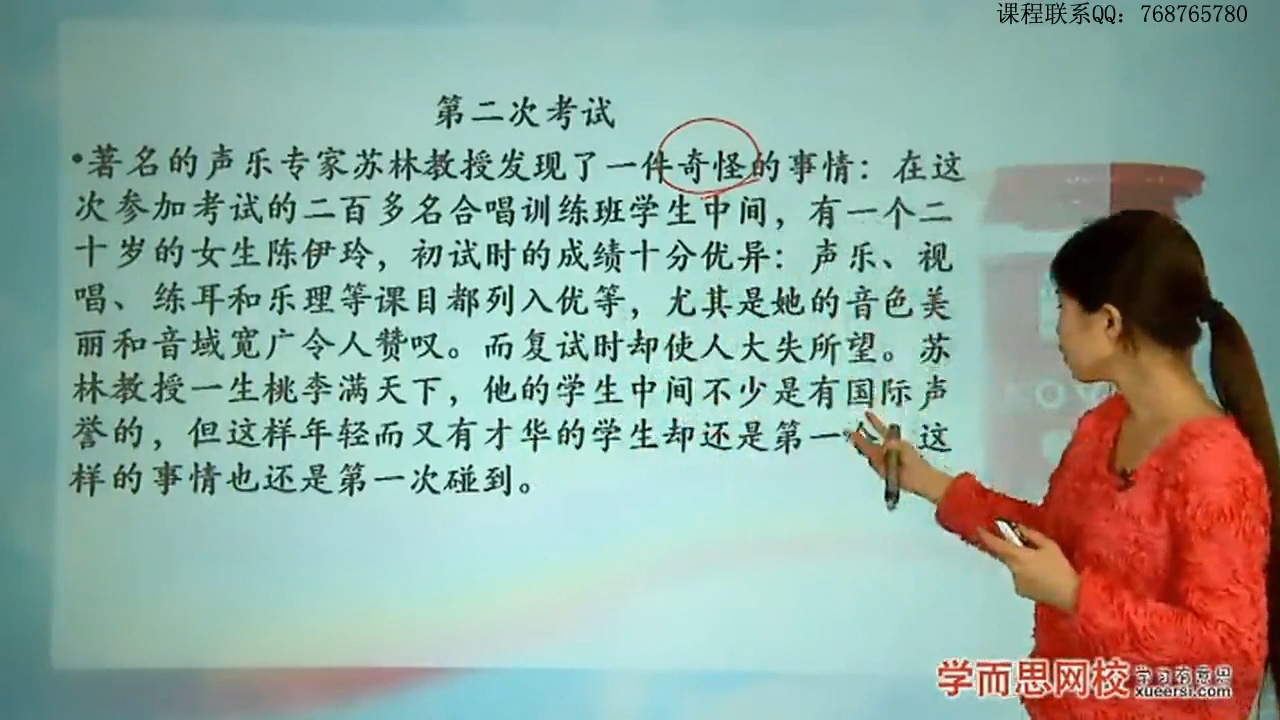 课程联系QQ：768765780
第二次考试
•著名的声乐专家苏林教授发现了一件奇怪的事情：在这
次参加考试的二百多名合唱训练班学生中间，有一个二
十岁的女生陈伊玲，初试时的成绩十分优异：声乐、视
唱、练耳和乐理等课目都列入优等，尤其是她的音色美
丽和音域宽广令人赞叹。而复试时却使人大失所望。苏
林教授一生桃李满天下，他的学生中间不少是有国际声
誉的，但这样年轻而又有才华的学生却还是第一 这
样的事情也还是第一次碰到。
学而思网校 学习有意思
xueersi.com